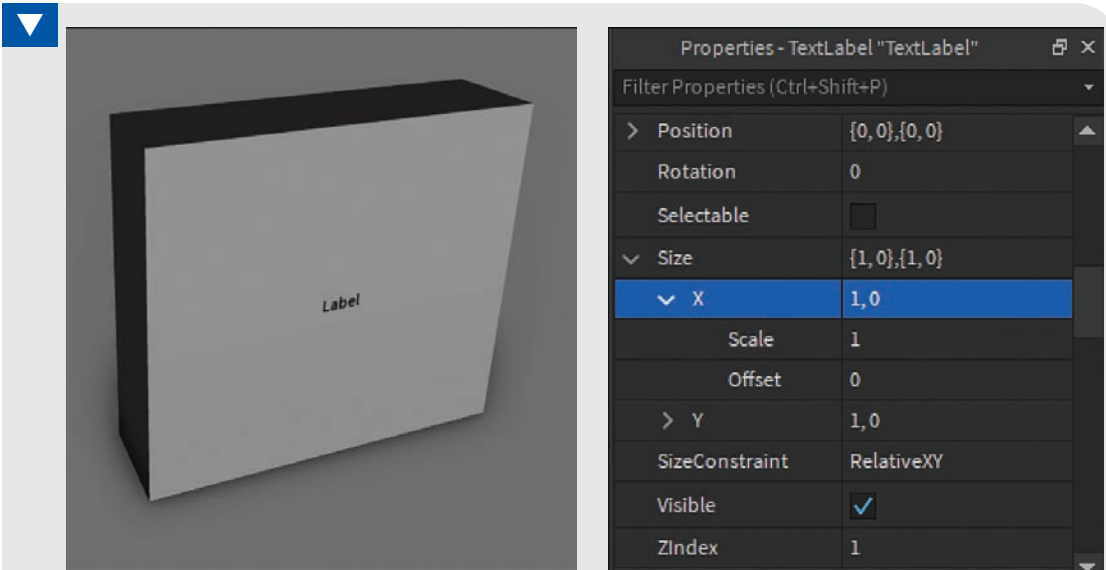 Label
Properties - TextLabel "TextLabel"
Filter Properties (Ctrl+Shift+P)
Position {0, 0},{0, 0}
Rotation 0
Selectable
Size {1, 0},{1, 0}
X 1, 0
Scale 1
Offset 0
Y 1, 0
SizeConstraint RelativeXY
Visible
ZIndex 1